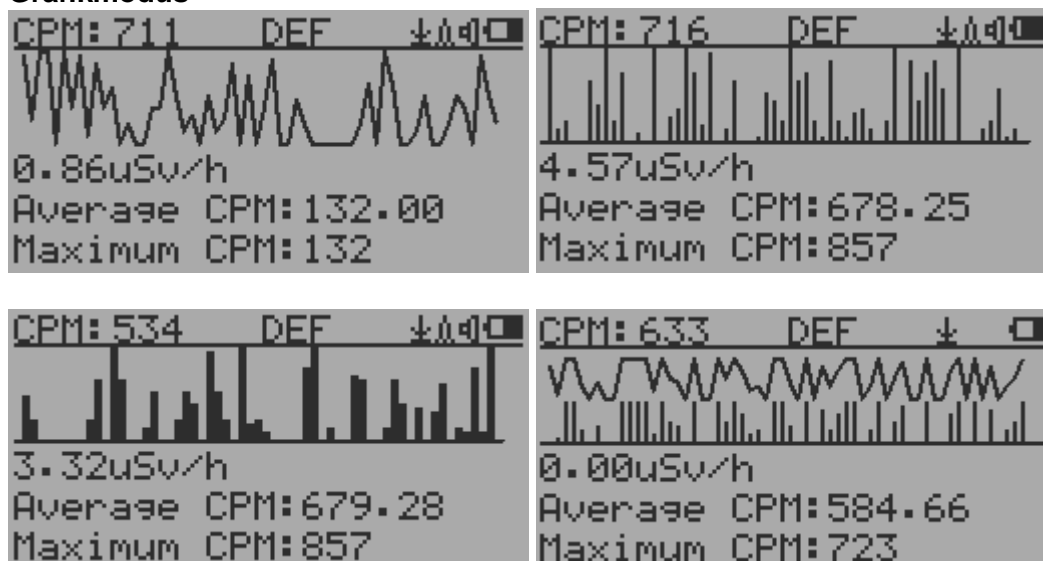 CPM:711 DEF
0.86uSv/h
Average CPM:132.00
Maximum CPM:132
CPM:716 DEF
4.57uSv/h
Average CPM:678.25
Maximum CPM:857
CPM:534 DEF
3.32uSv/h
Average CPM:679.28
Maximum CPM:857
CPM:633 DEF
0.00uSv/h
Average CPM:584.66
Maximum CPM:723